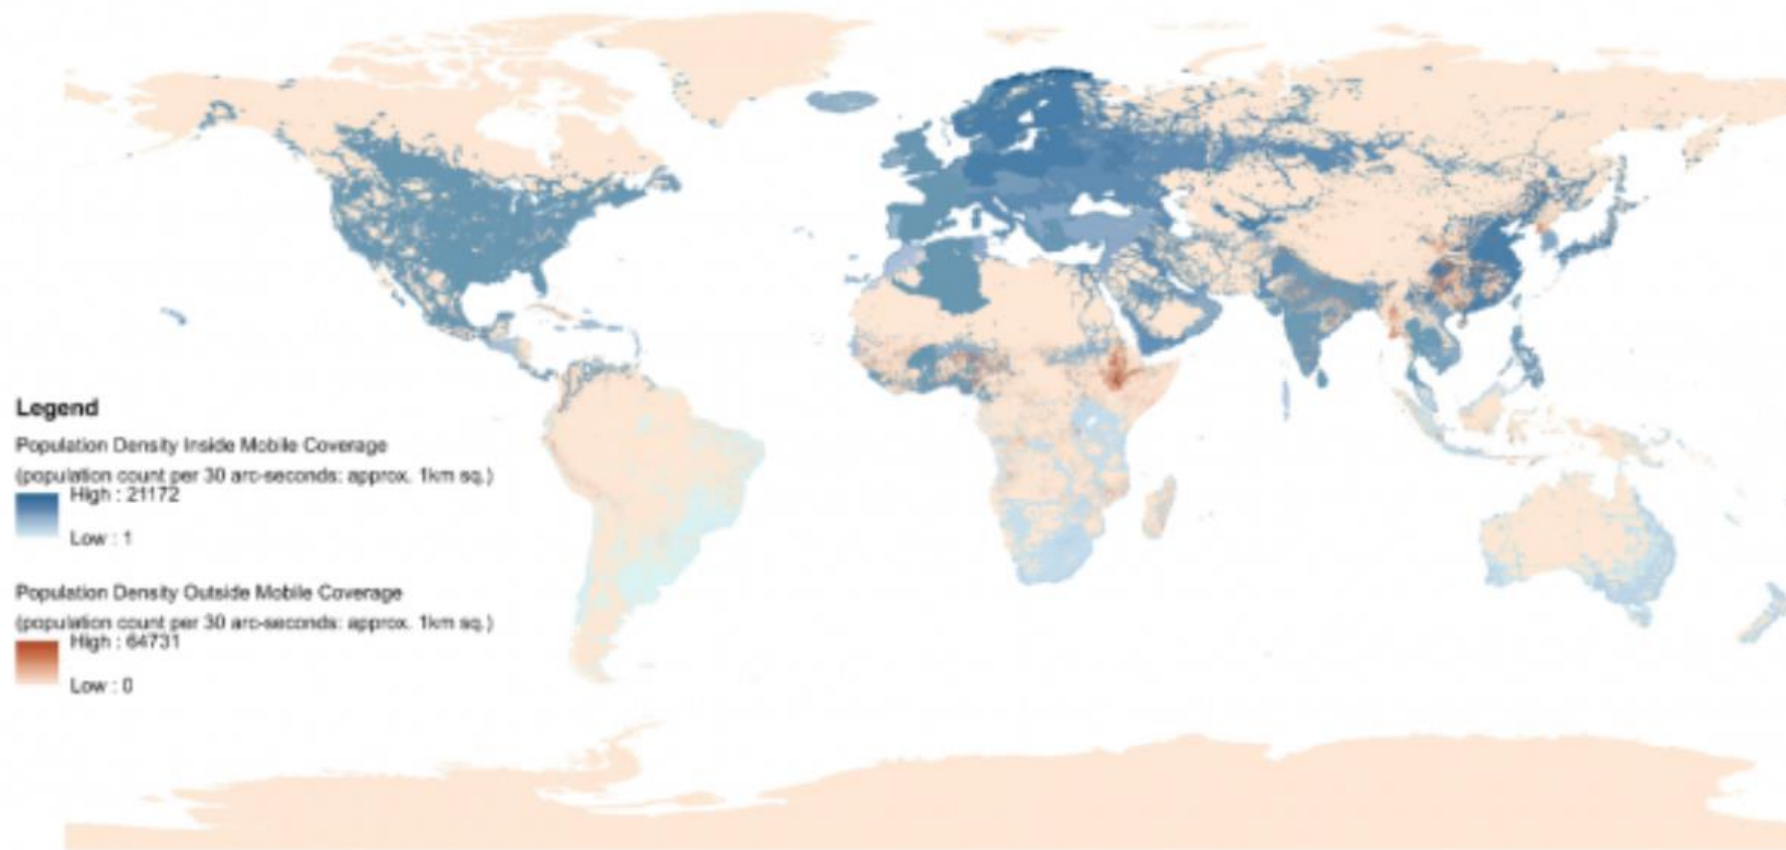 Legend
Population Density Inside Mobile Coverage
(population count per 30 arc-seconds: approx. 1km sq.)
High : 21172
Low : 1
Population Density Outside Mobile Coverage
(population count per 30 arc-seconds: approx. 1km sq.)
High : 64731
Low : 0